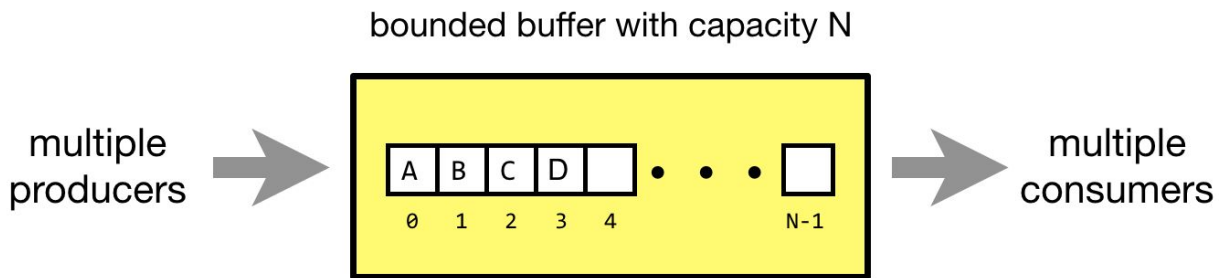 bounded buffer with capacity N
multiple
producers
A B C D
0 1 2 3 4 N-1
multiple
consumers